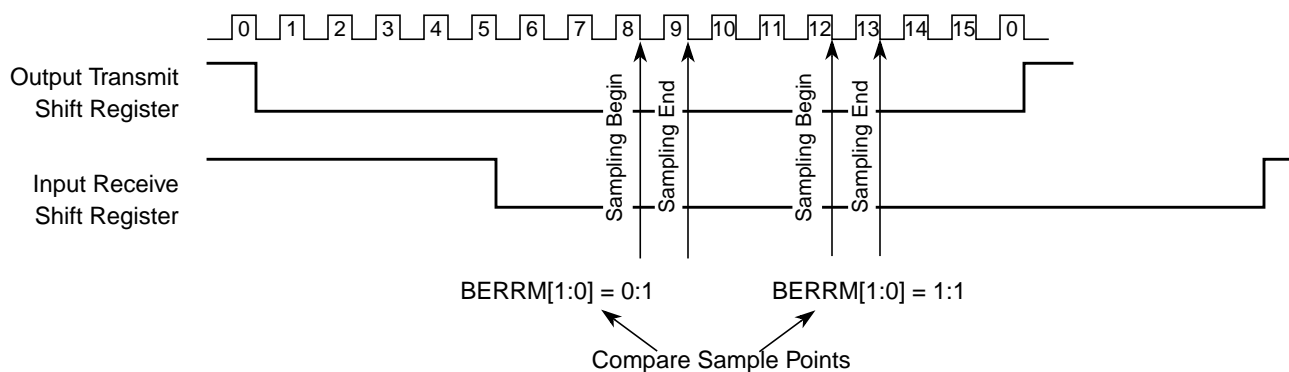 0 1 2 3 4 5 6 7 8 9 10 11 12 13 14 15 0
Output Transmit
Shift Register
Input Receive
Shift Register
Sampling Begin
Sampling End
Sampling Begin
Sampling End
BERRM[1:0] = 0:1 BERRM[1:0] = 1:1
Compare Sample Points